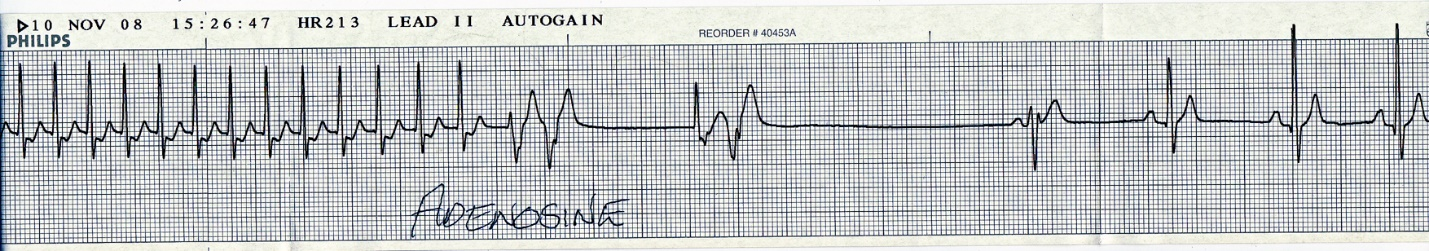 ▷10 NOV 08 15:26:47 HR213 LEAD II AUTOGAIN
PHILIPS
REORDER # 40453A
ADENOSINE